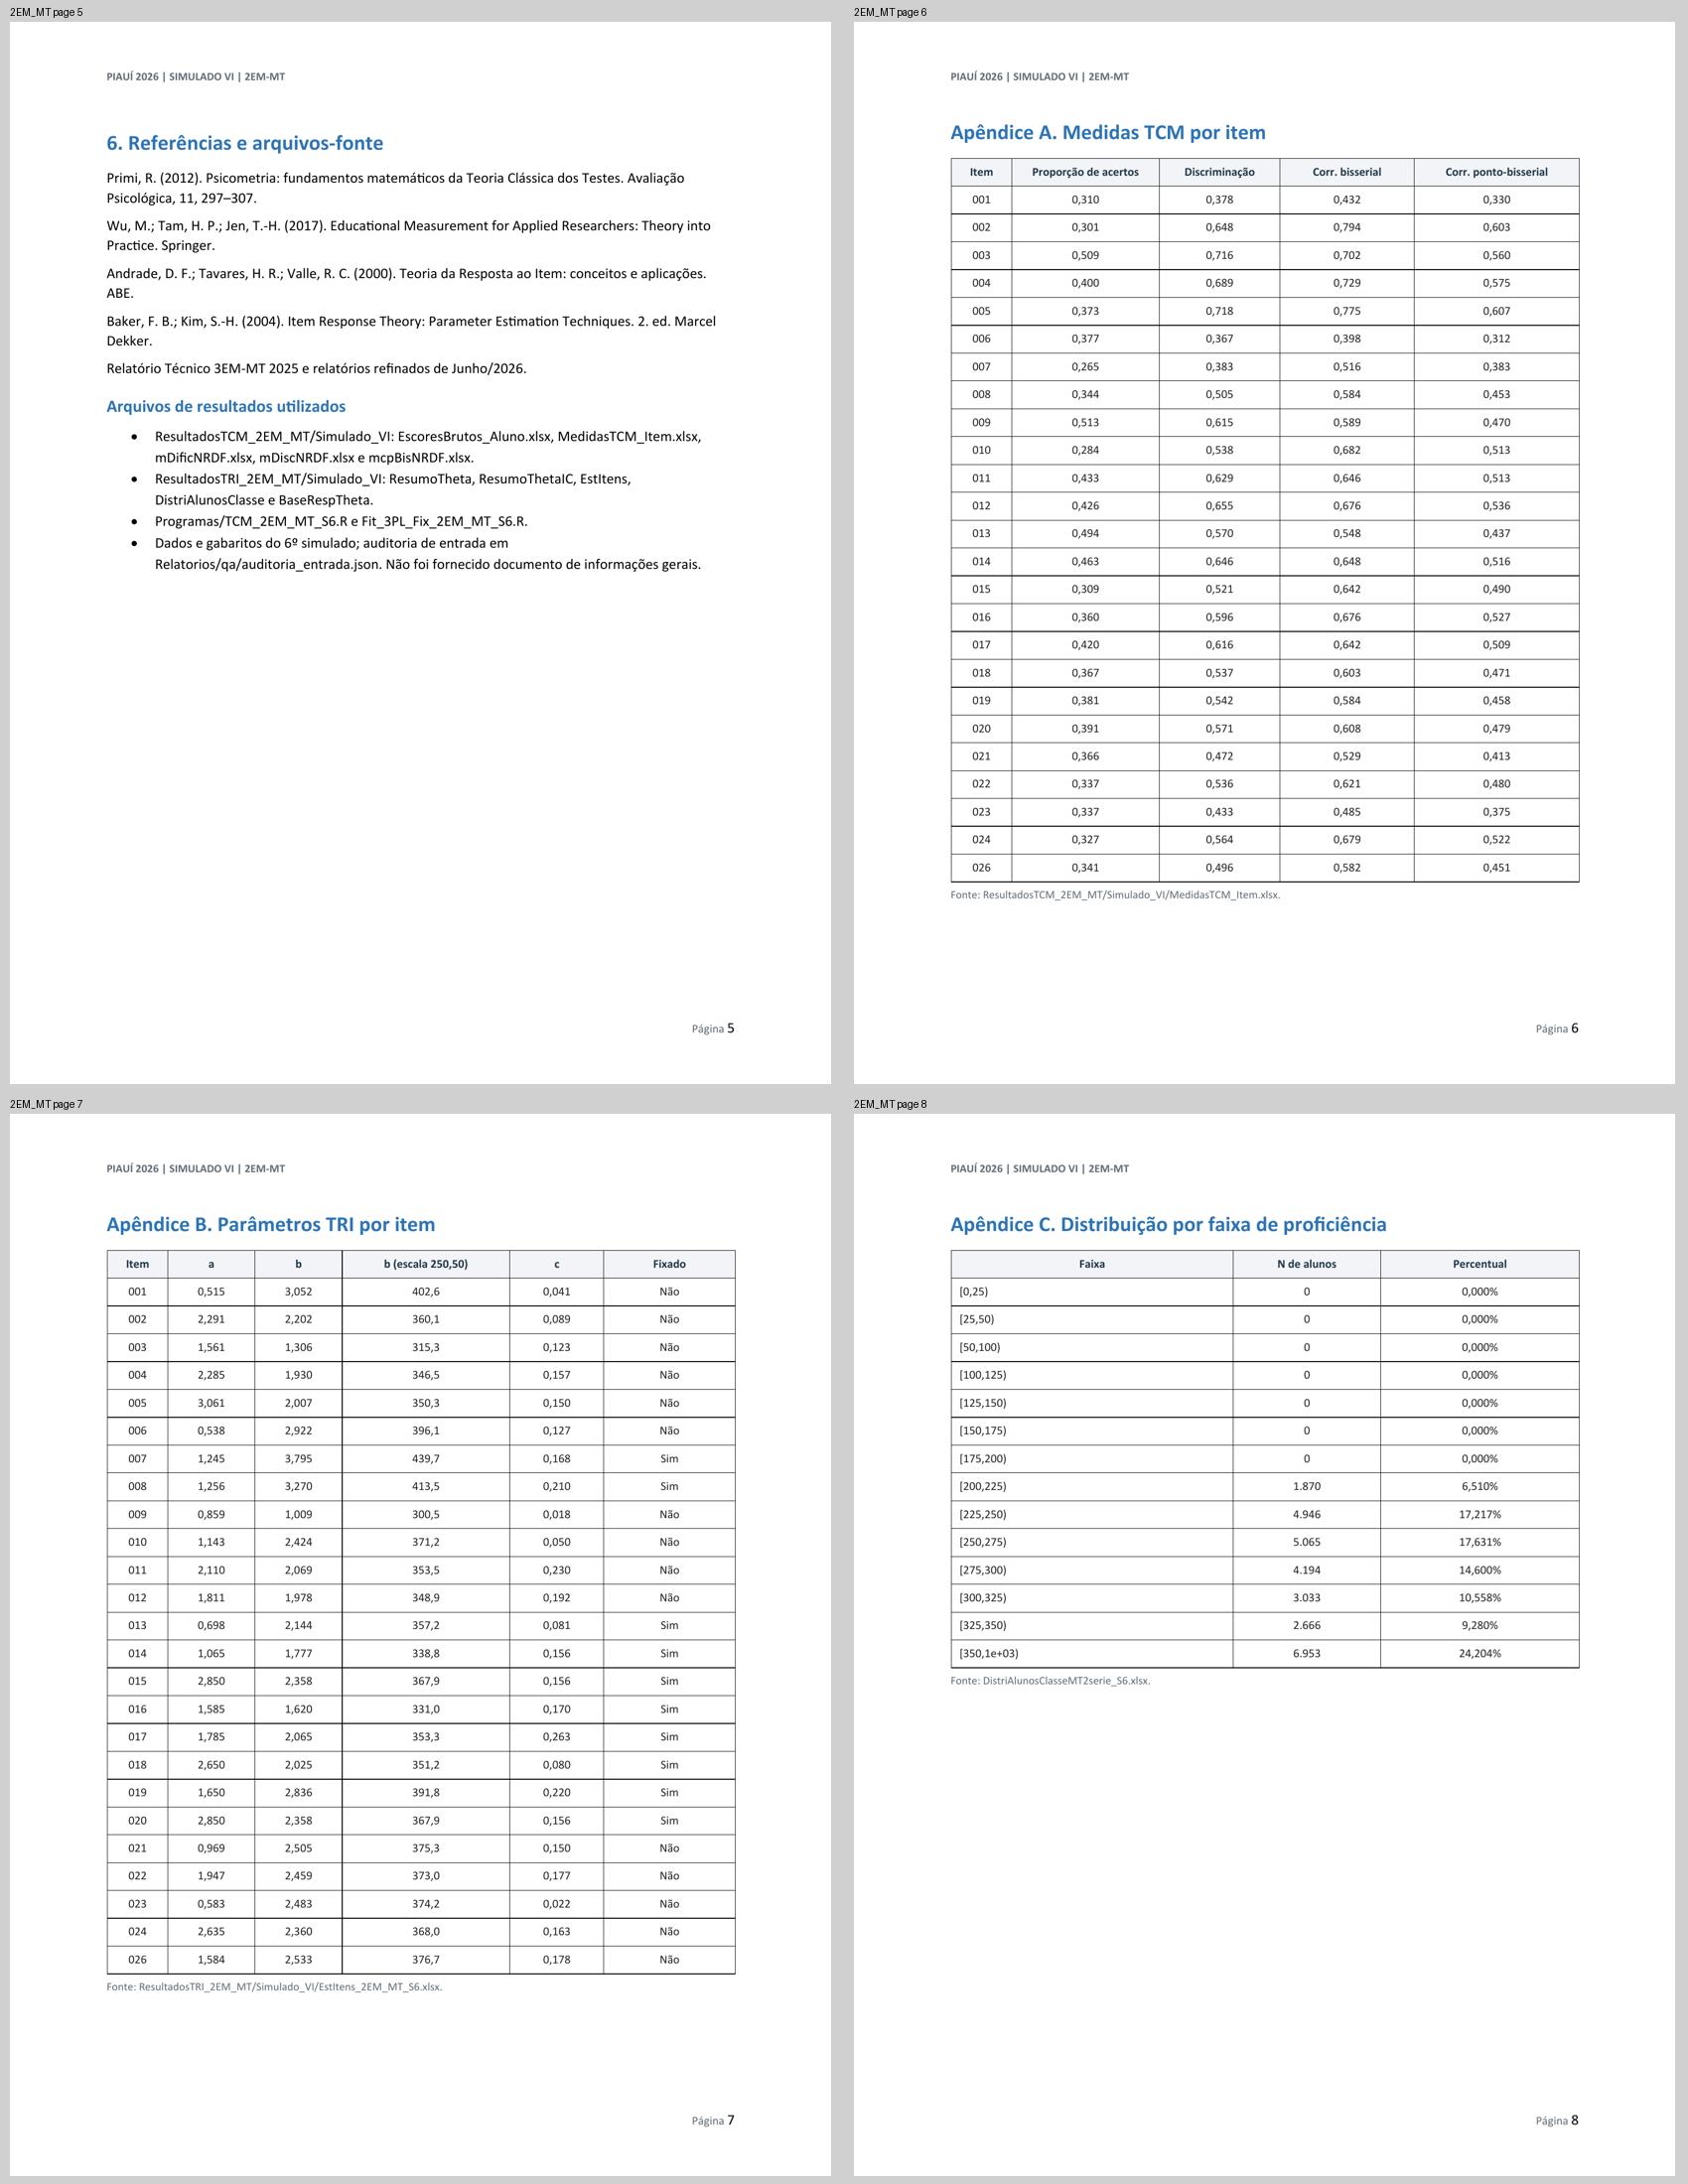 2EM_MT page 5
PIAUÍ 2026 | SIMULADO VI | 2EM-MT
6. Referências e arquivos-fonte
Primi, R. (2012). Psicometria: fundamentos matemáticos da Teoria Clássica dos Testes. Avaliação
Psicológica, 11, 297–307.
Wu, M.; Tam, H. P.; Jen, T.-H. (2017). Educational Measurement for Applied Researchers: Theory into
Practice. Springer.
Andrade, D. F.; Tavares, H. R.; Valle, R. C. (2000). Teoria da Resposta ao Item: conceitos e aplicações.
ABE.
Baker, F. B.; Kim, S.-H. (2004). Item Response Theory: Parameter Estimation Techniques. 2. ed. Marcel
Dekker.
Relatório Técnico 3EM-MT 2025 e relatórios refinados de Junho/2026.
Arquivos de resultados utilizados
• ResultadosTCM_2EM_MT/Simulado_VI: EscoresBrutos_Aluno.xlsx, MedidasTCM_Item.xlsx,
mDificNRDF.xlsx, mDiscNRDF.xlsx e mcpBisNRDF.xlsx.
• ResultadosTRI_2EM_MT/Simulado_VI: ResumoTheta, ResumoThetaIC, EstItens,
DistriAlunosClasse e BaseRespTheta.
• Programas/TCM_2EM_MT_S6.R e Fit_3PL_Fix_2EM_MT_S6.R.
• Dados e gabaritos do 6º simulado; auditoria de entrada em
Relatorios/qa/auditoria_entrada.json. Não foi fornecido documento de informações gerais.
Página 5
2EM_MT page 6
PIAUÍ 2026 | SIMULADO VI | 2EM-MT
Apêndice A. Medidas TCM por item
Item Proporção de acertos Discriminação Corr. bisserial Corr. ponto-bisserial
001 0,310 0,378 0,432 0,330
002 0,301 0,648 0,794 0,603
003 0,509 0,716 0,702 0,560
004 0,400 0,689 0,729 0,575
005 0,373 0,718 0,775 0,607
006 0,377 0,367 0,398 0,312
007 0,265 0,383 0,516 0,383
008 0,344 0,505 0,584 0,453
009 0,513 0,615 0,589 0,470
010 0,284 0,538 0,682 0,513
011 0,433 0,629 0,646 0,513
012 0,426 0,655 0,676 0,536
013 0,494 0,570 0,548 0,437
014 0,463 0,646 0,648 0,516
015 0,309 0,521 0,642 0,490
016 0,360 0,596 0,676 0,527
017 0,420 0,616 0,642 0,509
018 0,367 0,537 0,603 0,471
019 0,381 0,542 0,584 0,458
020 0,391 0,571 0,608 0,479
021 0,366 0,472 0,529 0,413
022 0,337 0,536 0,621 0,480
023 0,337 0,433 0,485 0,375
024 0,327 0,564 0,679 0,522
026 0,341 0,496 0,582 0,451
Fonte: ResultadosTCM_2EM_MT/Simulado_VI/MedidasTCM_Item.xlsx.
Página 6
2EM_MT page 7
PIAUÍ 2026 | SIMULADO VI | 2EM-MT
Apêndice B. Parâmetros TRI por item
Item a b b (escala 250,50) c Fixado
001 0,515 3,052 402,6 0,041 Não
002 2,291 2,202 360,1 0,089 Não
003 1,561 1,306 315,3 0,123 Não
004 2,285 1,930 346,5 0,157 Não
005 3,061 2,007 350,3 0,150 Não
006 0,538 2,922 396,1 0,127 Não
007 1,245 3,795 439,7 0,168 Sim
008 1,256 3,270 413,5 0,210 Sim
009 0,859 1,009 300,5 0,018 Não
010 1,143 2,424 371,2 0,050 Não
011 2,110 2,069 353,5 0,230 Não
012 1,811 1,978 348,9 0,192 Não
013 0,698 2,144 357,2 0,081 Sim
014 1,065 1,777 338,8 0,156 Sim
015 2,850 2,358 367,9 0,156 Sim
016 1,585 1,620 331,0 0,170 Sim
017 1,785 2,065 353,3 0,263 Sim
018 2,650 2,025 351,2 0,080 Sim
019 1,650 2,836 391,8 0,220 Sim
020 2,850 2,358 367,9 0,156 Sim
021 0,969 2,505 375,3 0,150 Não
022 1,947 2,459 373,0 0,177 Não
023 0,583 2,483 374,2 0,022 Não
024 2,635 2,360 368,0 0,163 Não
026 1,584 2,533 376,7 0,178 Não
Fonte: ResultadosTRI_2EM_MT/Simulado_VI/EstItens_2EM_MT_S6.xlsx.
Página 7
2EM_MT page 8
PIAUÍ 2026 | SIMULADO VI | 2EM-MT
Apêndice C. Distribuição por faixa de proficiência
Faixa N de alunos Percentual
[0,25) 0 0,000%
[25,50) 0 0,000%
[50,100) 0 0,000%
[100,125) 0 0,000%
[125,150) 0 0,000%
[150,175) 0 0,000%
[175,200) 0 0,000%
[200,225) 1.870 6,510%
[225,250) 4.946 17,217%
[250,275) 5.065 17,631%
[275,300) 4.194 14,600%
[300,325) 3.033 10,558%
[325,350) 2.666 9,280%
[350,1e+03) 6.953 24,204%
Fonte: DistriAlunosClasseMT2serie_S6.xlsx.
Página 8